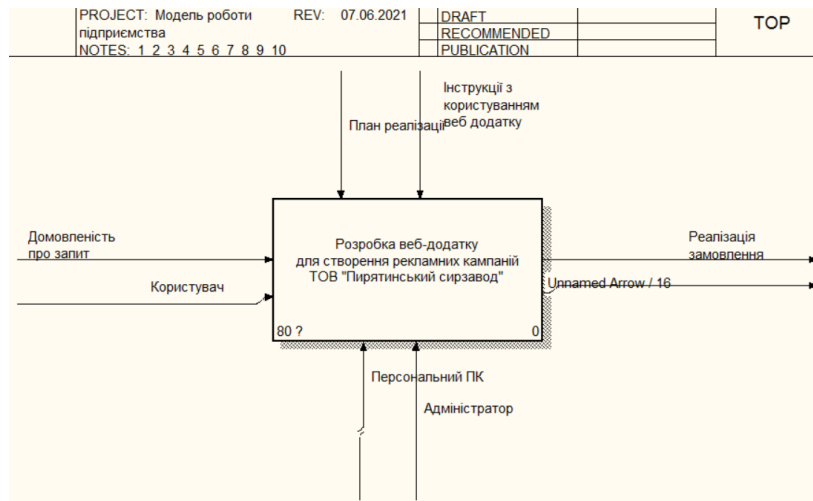 PROJECT: Модель роботи
підприємства
REV: 07.06.2021
DRAFT
RECOMMENDED
TOP
NOTES: 1 2 3 4 5 6 7 8 9 10
PUBLICATION
Інструкції з
користуванням
веб додатку
План реалізації
Домовленість
про запит
Користувач
Розробка веб-додатку
для створення рекламних кампаній
ТОВ "Пирятинський сирзавод"
80 ?
0
Реалізація
замовлення
Unnamed Arrow / 16
Персональний ПК
Адміністратор